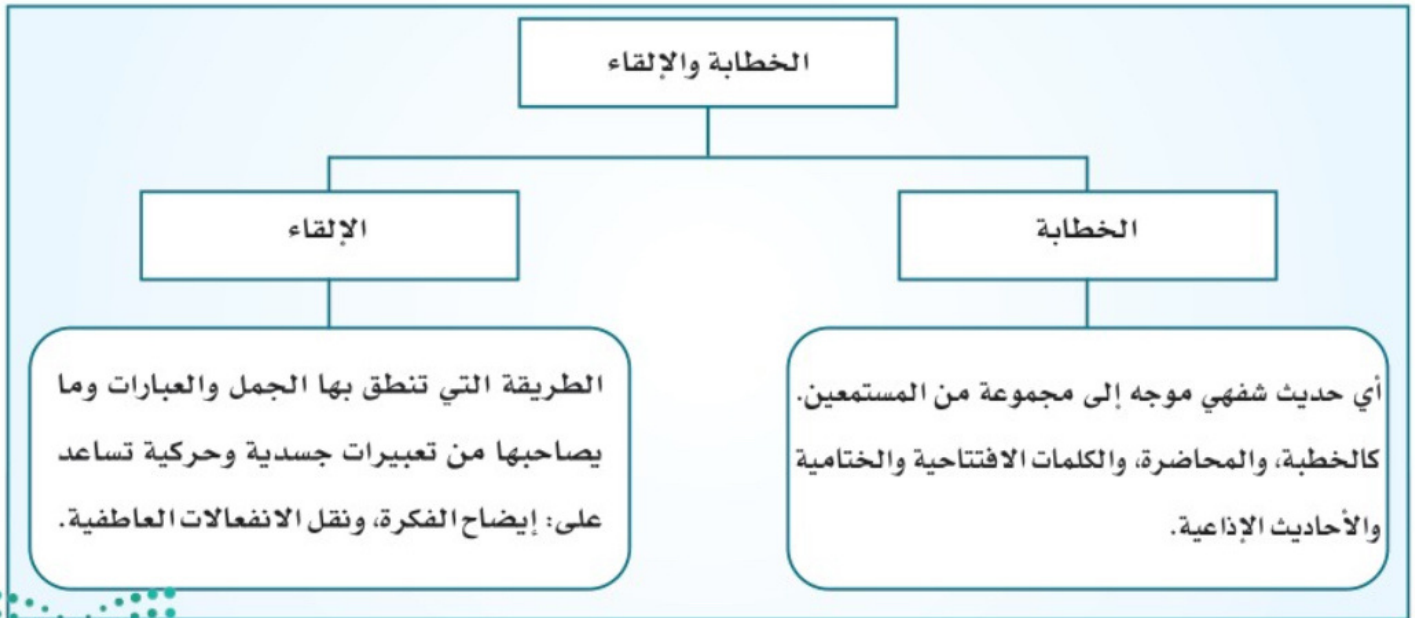 الخطابة والإلقاء
الخطابة
الإلقاء
أي حديث شفهي موجه إلى مجموعة من المستمعين.
كالخطبة، والمحاضرة، والكلمات الافتتاحية والختامية
والأحاديث الإذاعية.
الطريقة التي تنطق بها الجمل والعبارات وما
يصاحبها من تعبيرات جسدية وحركية تساعد
على: إيضاح الفكرة، ونقل الانفعالات العاطفية.